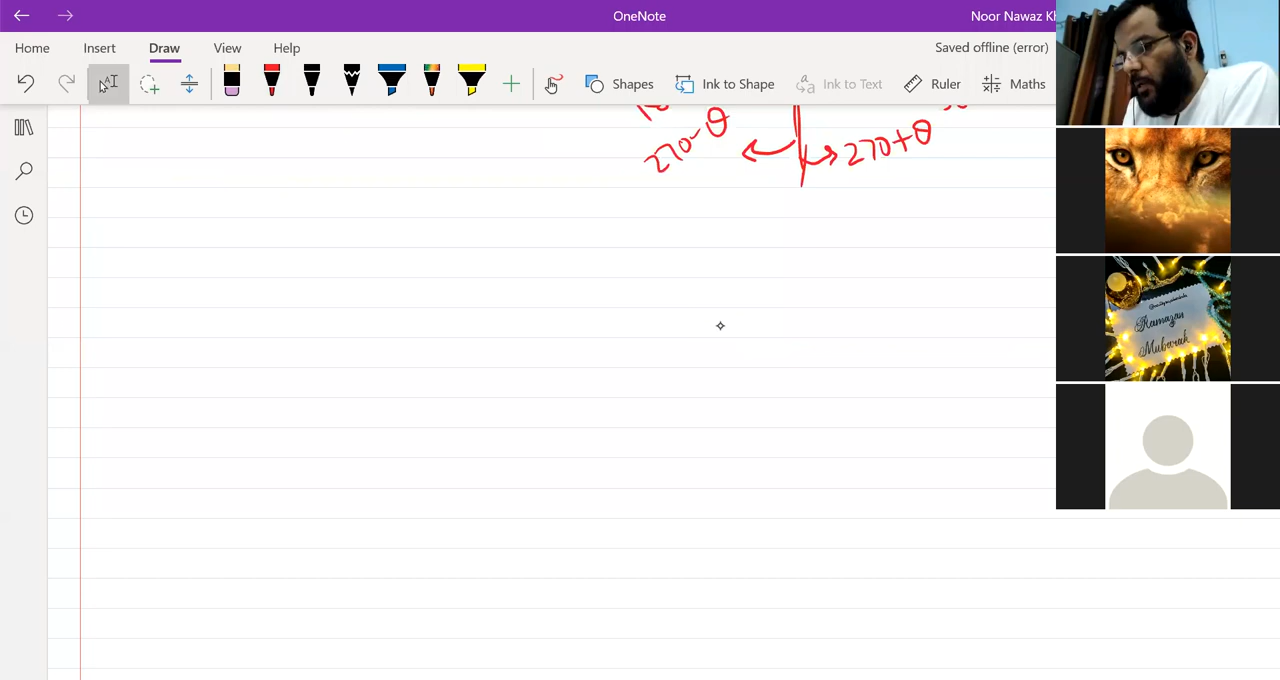 OneNote
Noor Nawaz Kh
Home Insert Draw View Help
Saved offline (error)
Shapes Ink to Shape Ink to Text Ruler Maths
270-θ
270+θ
Ramazan
Mubarak